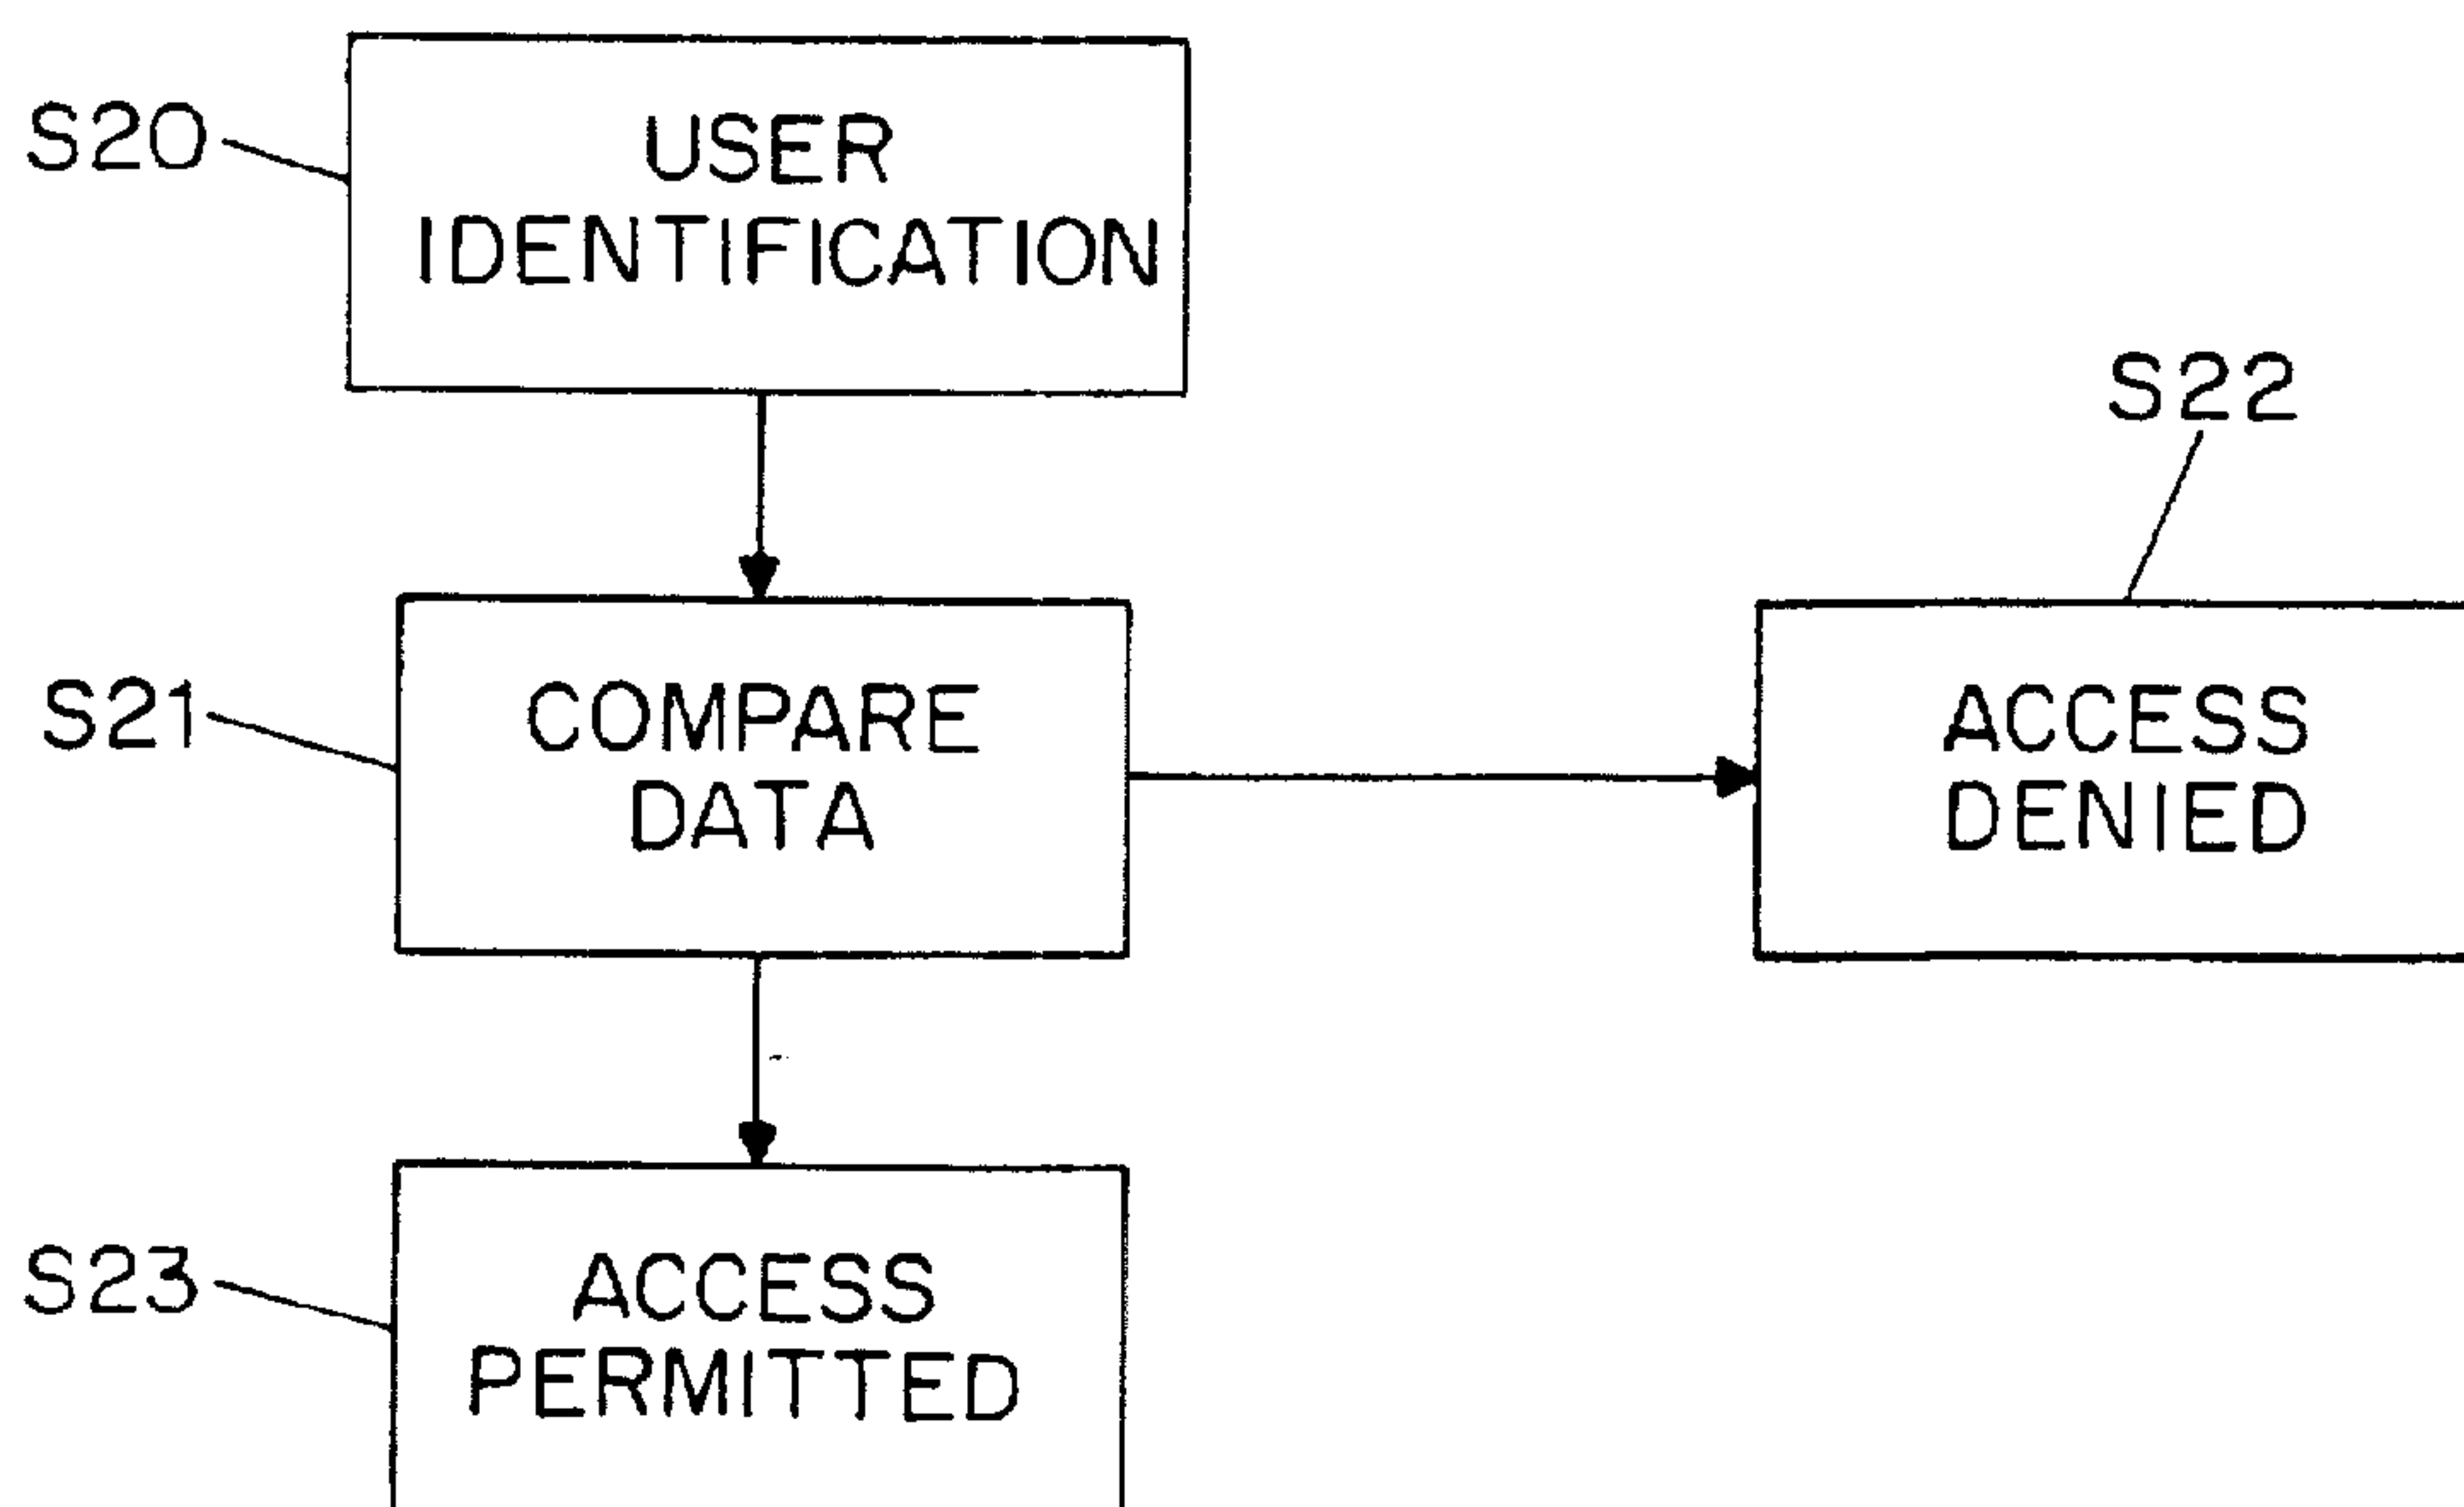 S20
USER
IDENTIFICATION
S22
S21
COMPARE
DATA
ACCESS
DENIED
S23
ACCESS
PERMITTED